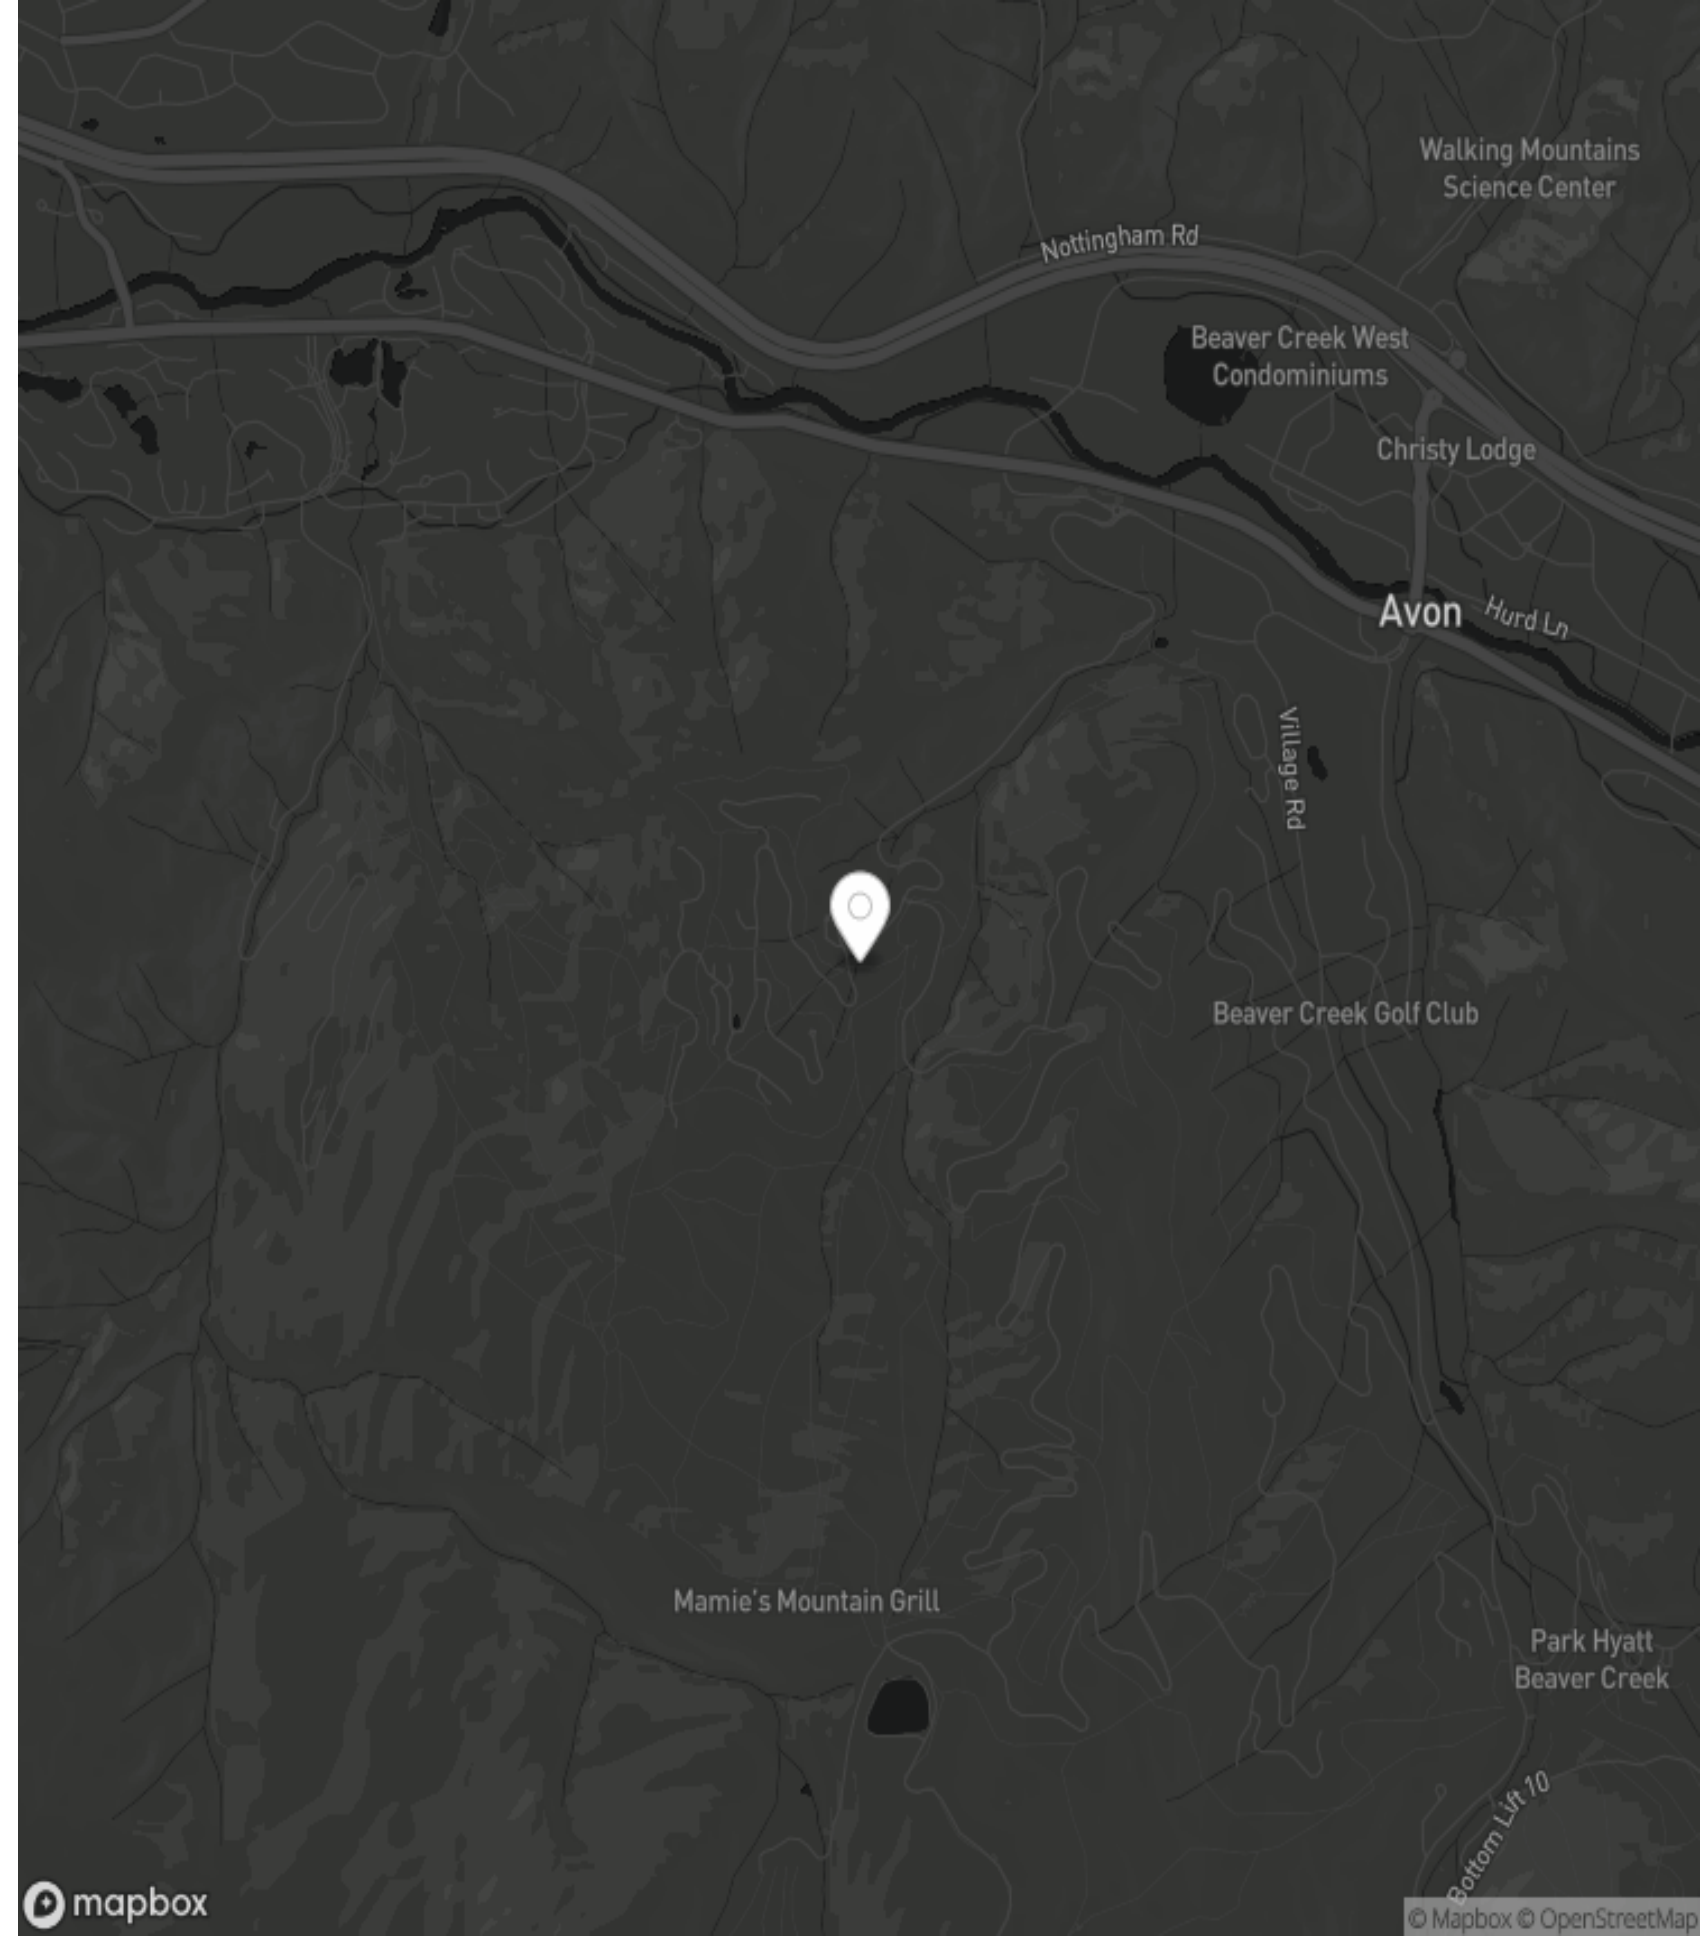 Walking Mountains
Science Center
Nottingham Rd
Beaver Creek West
Condominiums
Christy Lodge
Avon
Hurd Ln
Village Rd
Beaver Creek Golf Club
Mamie's Mountain Grill
Park Hyatt
Beaver Creek
Bottom Lift 10
mapbox
© Mapbox © OpenStreetMap